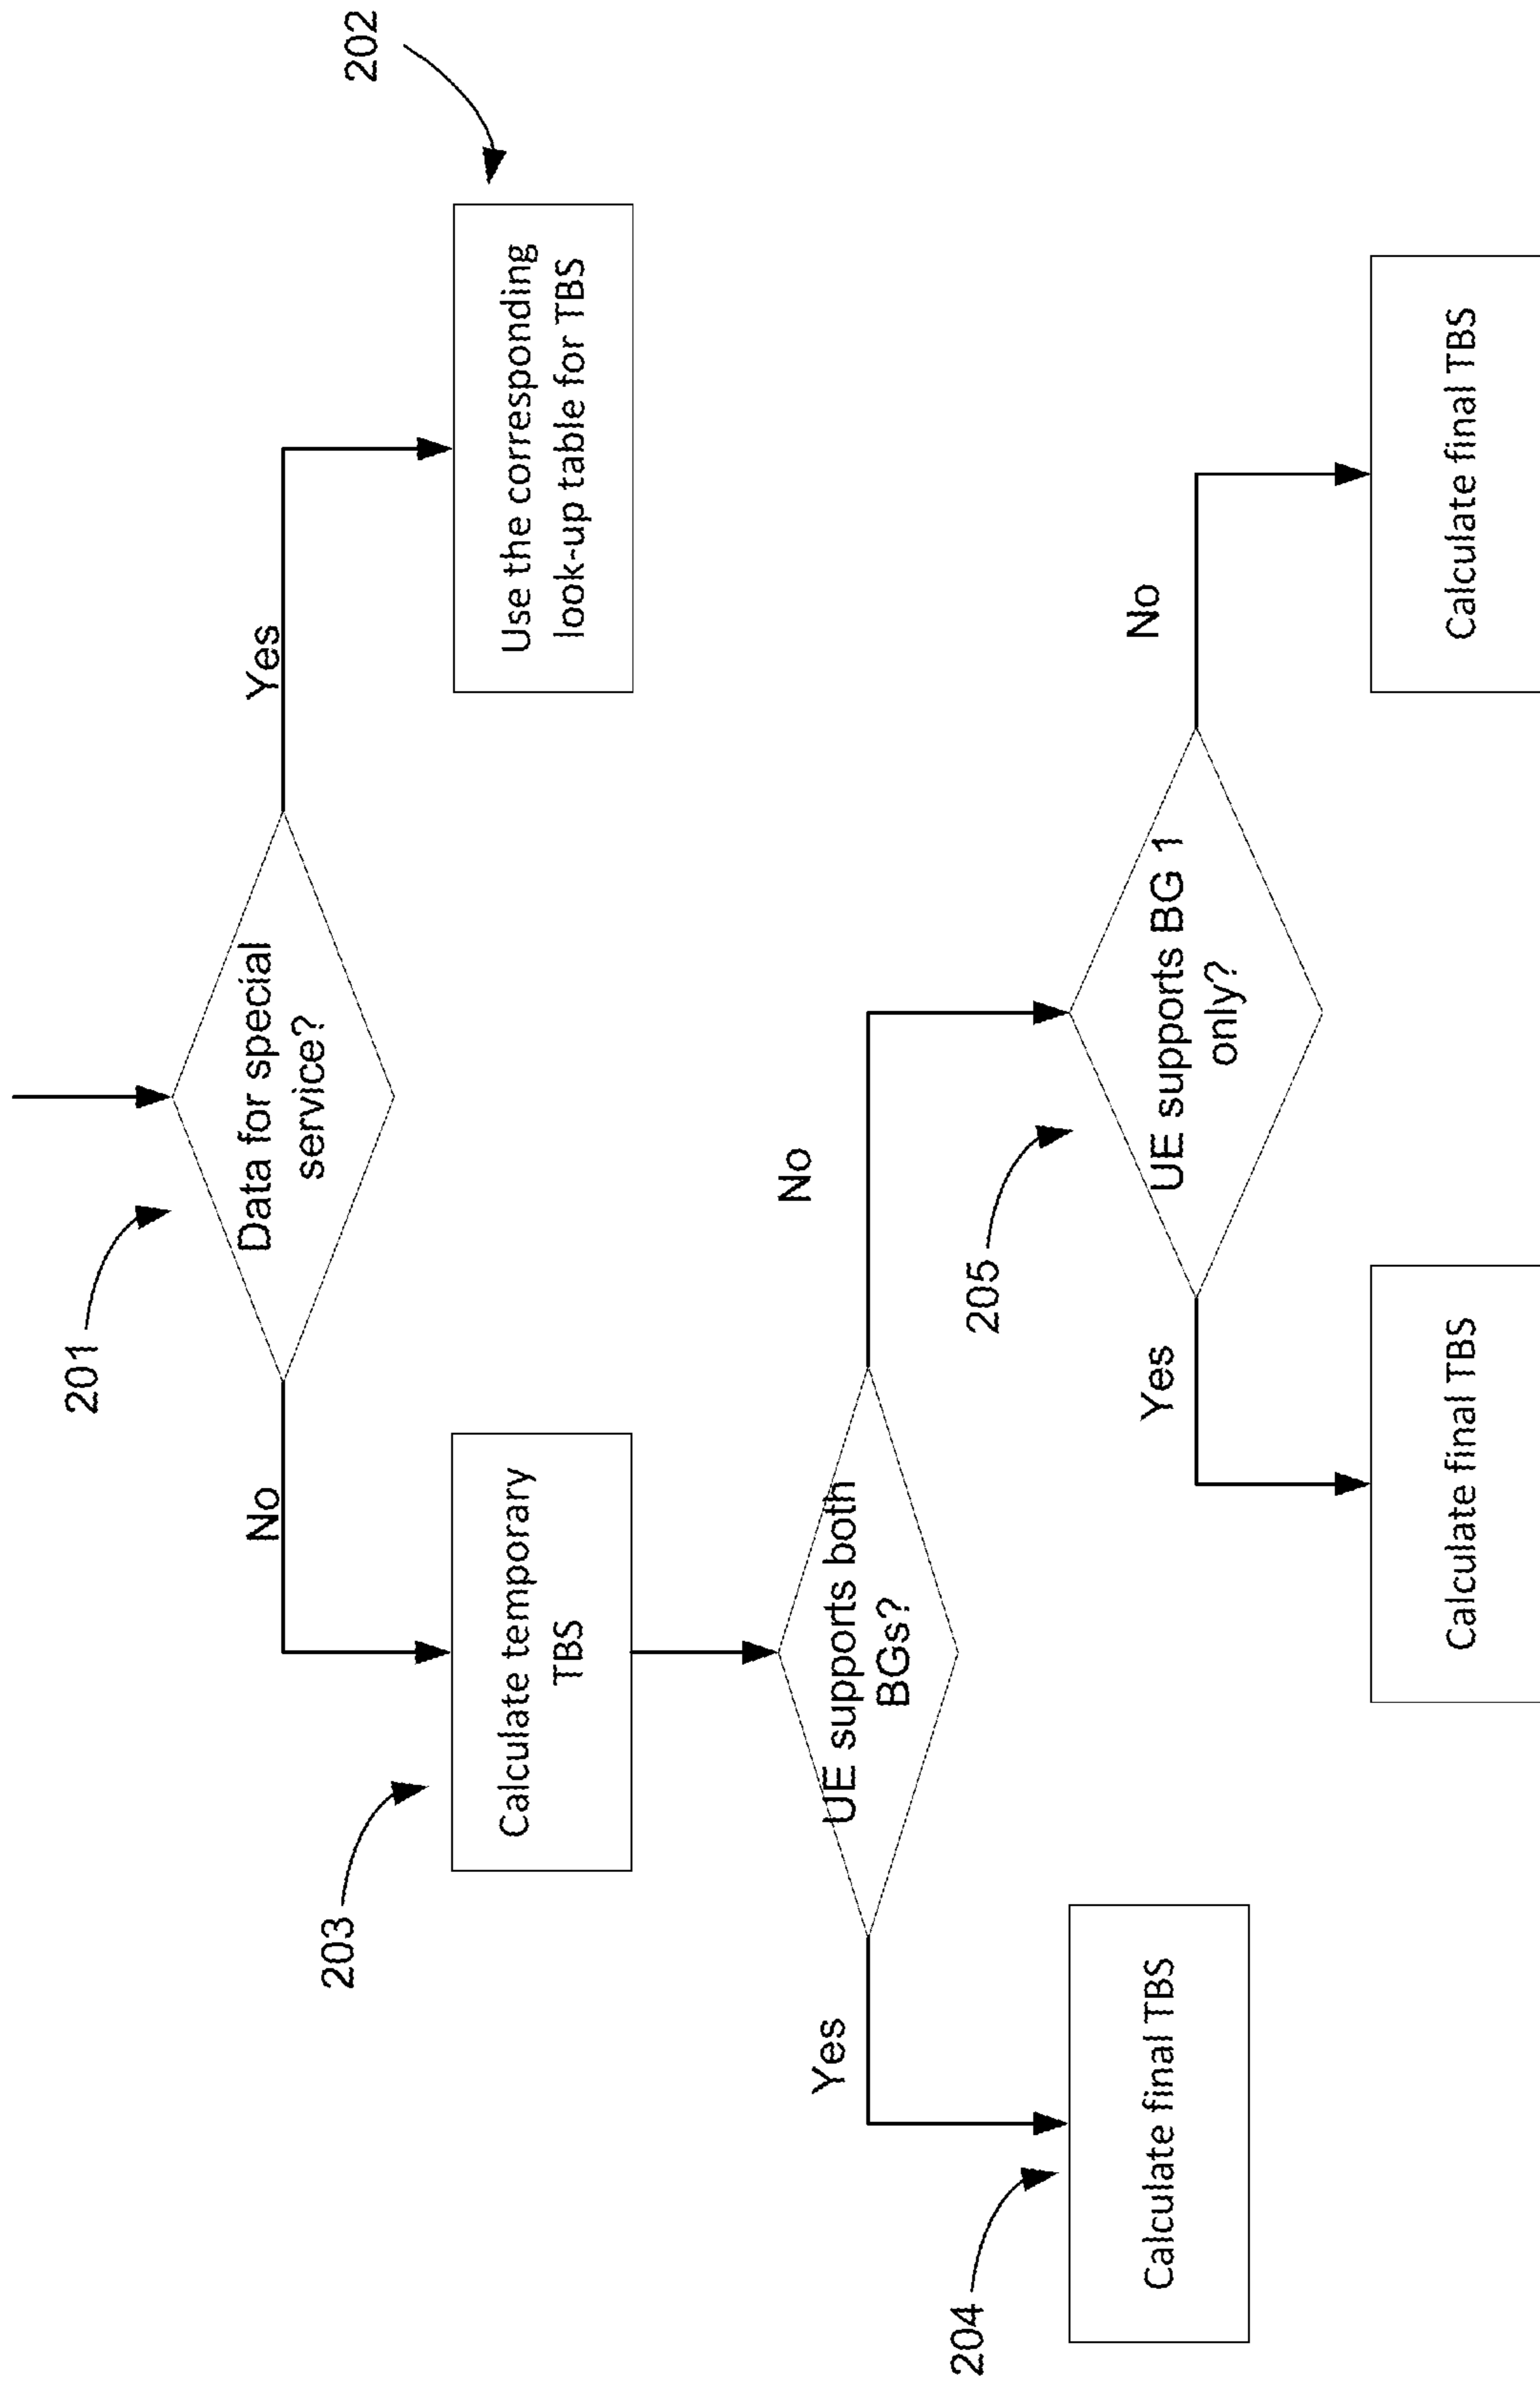 201
Data for special
service?
No
Yes
202
Use the corresponding
look-up table for TBS
203
Calculate temporary
TBS
UE supports both
BGs?
Yes
No
204
Calculate final TBS
205
UE supports BG 1
only?
Yes
No
Calculate final TBS
Calculate final TBS